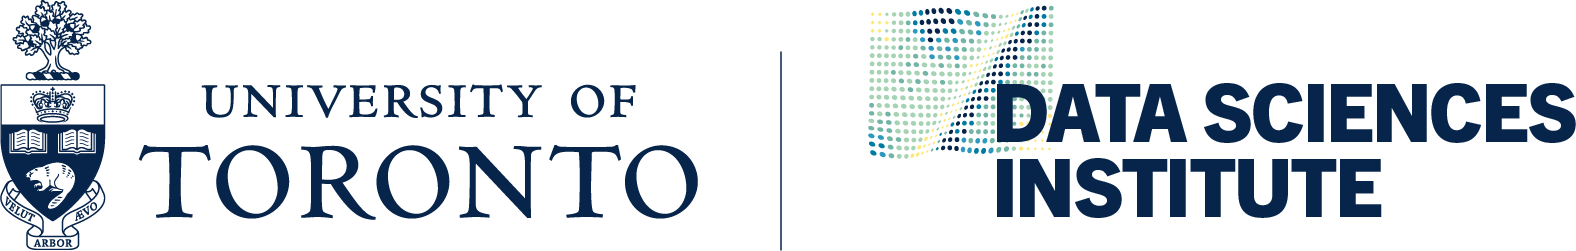 UNIVERSITY OF
TORONTO
VELUT
ARBOR
ÆVO
DATA SCIENCES
INSTITUTE